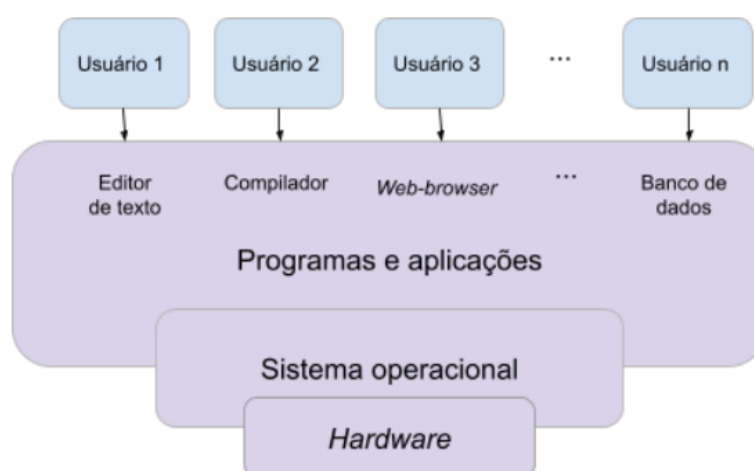 Usuário 1
Usuário 2
Usuário 3
...
Usuário n
Editor
de texto
Compilador
Web-browser
...
Banco de
dados
Programas e aplicações
Sistema operacional
Hardware